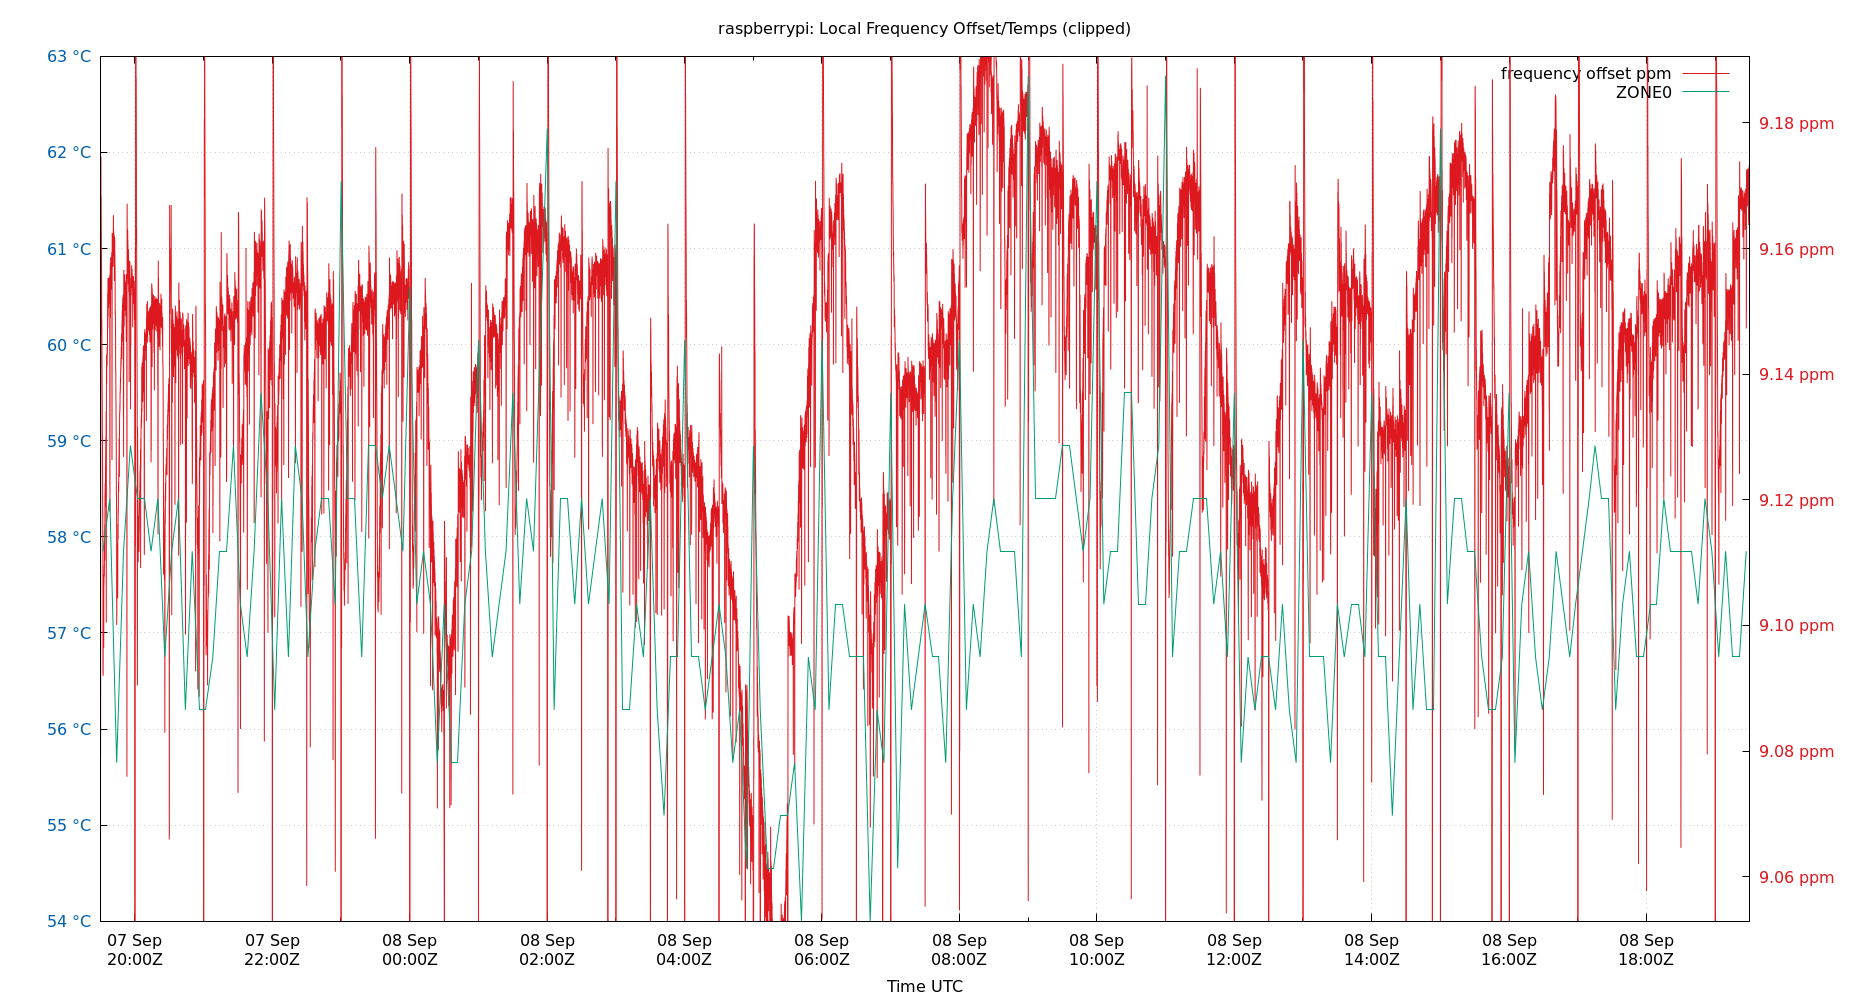 raspberrypi: Local Frequency Offset/Temps (clipped)
63 °C
62 °C
61 °C
60 °C
59 °C
58 °C
57 °C
56 °C
55 °C
54 °C
frequency offset ppm
ZONE0
9.18 ppm
9.16 ppm
9.14 ppm
9.12 ppm
9.10 ppm
9.08 ppm
9.06 ppm
07 Sep 07 Sep 08 Sep 08 Sep 08 Sep 08 Sep 08 Sep 08 Sep 08 Sep 08 Sep 08 Sep 08 Sep
20:00Z 22:00Z 00:00Z 02:00Z 04:00Z 06:00Z 08:00Z 10:00Z 12:00Z 14:00Z 16:00Z 18:00Z
Time UTC